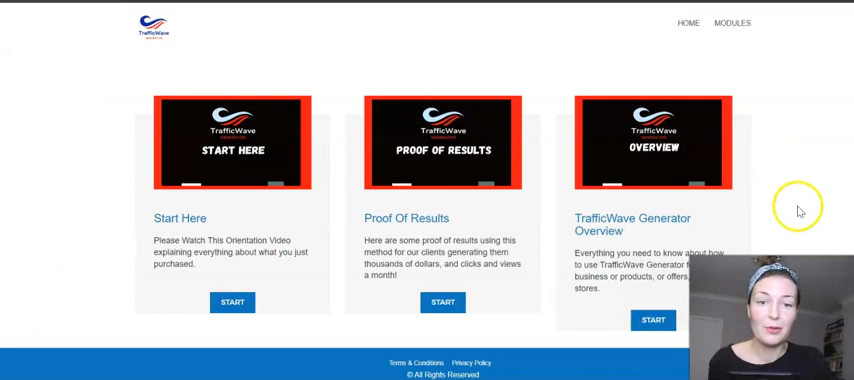 TrafficWave
GENERATOR
HOME
MODULES
TrafficWave
GENERATOR
START HERE
TrafficWave
GENERATOR
PROOF OF RESULTS
TrafficWave
GENERATOR
OVERVIEW
Start Here
Please Watch This Orientation Video
explaining everything about what you just
purchased.
START
Proof Of Results
Here are some proof of results using this
method for our clients generating them
thousands of dollars, and clicks and views
a month!
START
TrafficWave Generator
Overview
Everything you need to know about how
to use TrafficWave Generator
business or products, or offers,
stores.
START
Terms & Conditions Privacy Policy
© All Rights Reserved